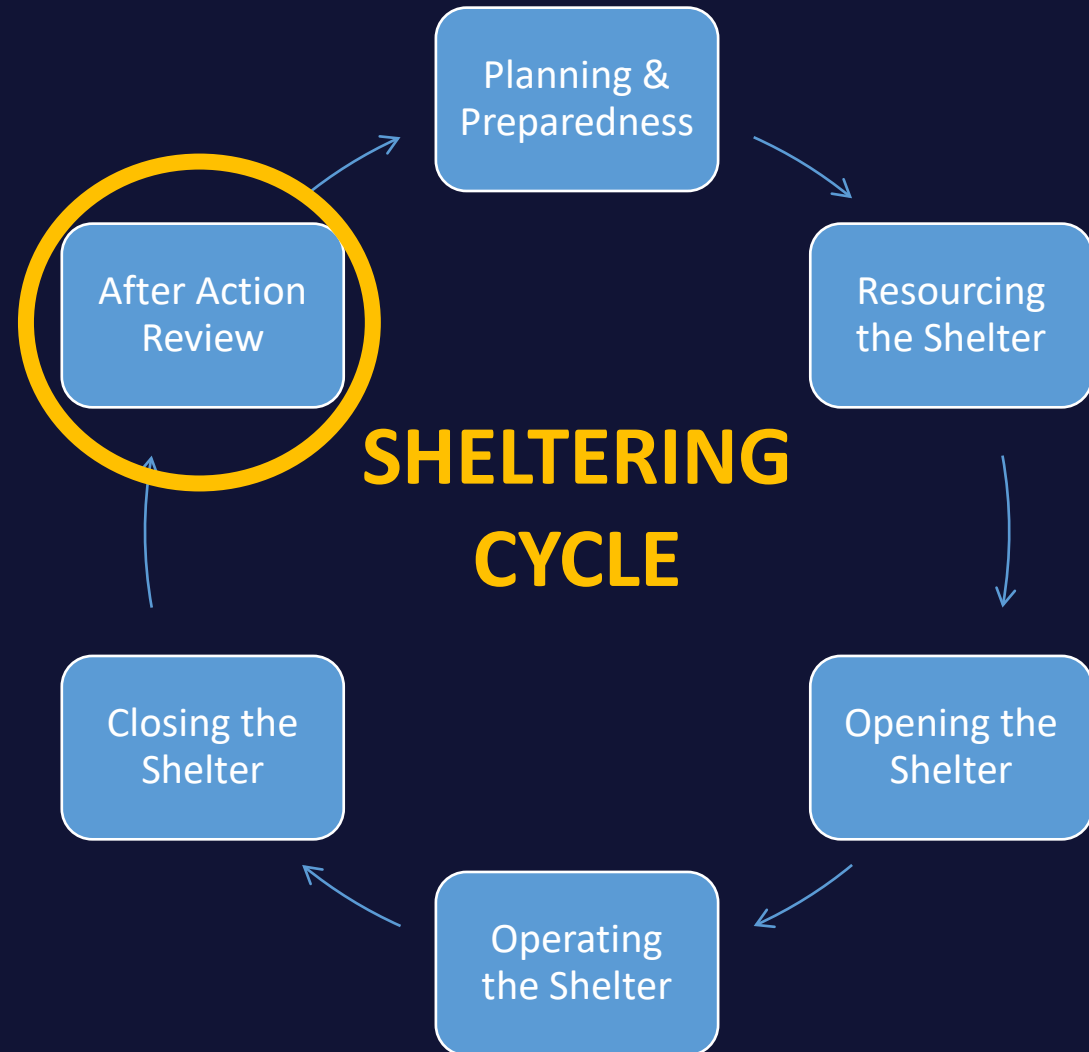 Planning &
Preparedness
Resourcing
the Shelter
Opening the
Shelter
Operating
the Shelter
Closing the
Shelter
After Action
Review
SHELTERING
CYCLE